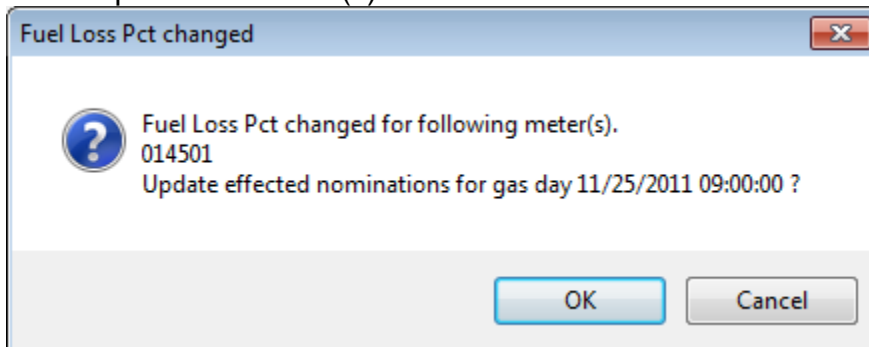 Fuel Loss Pct changed
Fuel Loss Pct changed for following meter(s).
014501
Update effected nominations for gas day 11/25/2011 09:00:00 ?
OK
Cancel